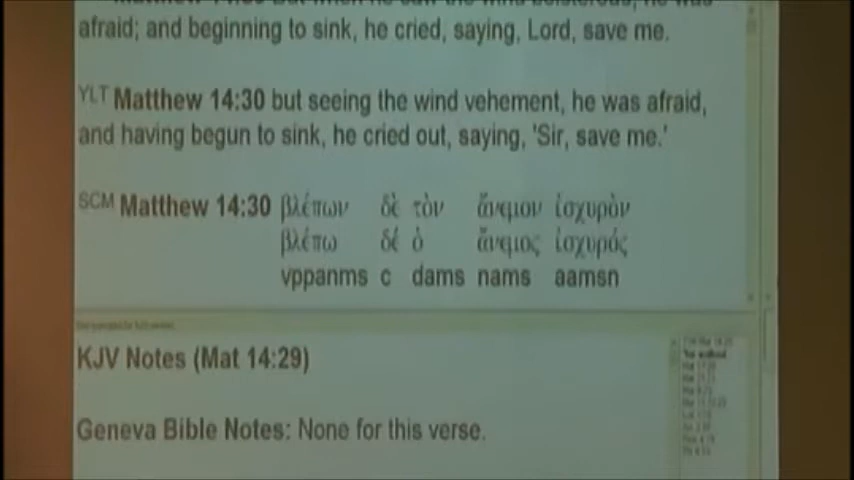 afraid; and beginning to sink, he cried, saying, Lord, save me.
YLT Matthew 14:30 but seeing the wind vehement, he was afraid,
and having begun to sink, he cried out, saying, 'Sir, save me.'
SCM Matthew 14:30 βλέπων δὲ τὸν ἄνεμον ἰσχυρὸν
βλέπω δέ ὁ ἄνεμος ἰσχυρός
vppanms c dams nams aamsn
KJV Notes (Mat 14:29)
Geneva Bible Notes: None for this verse.